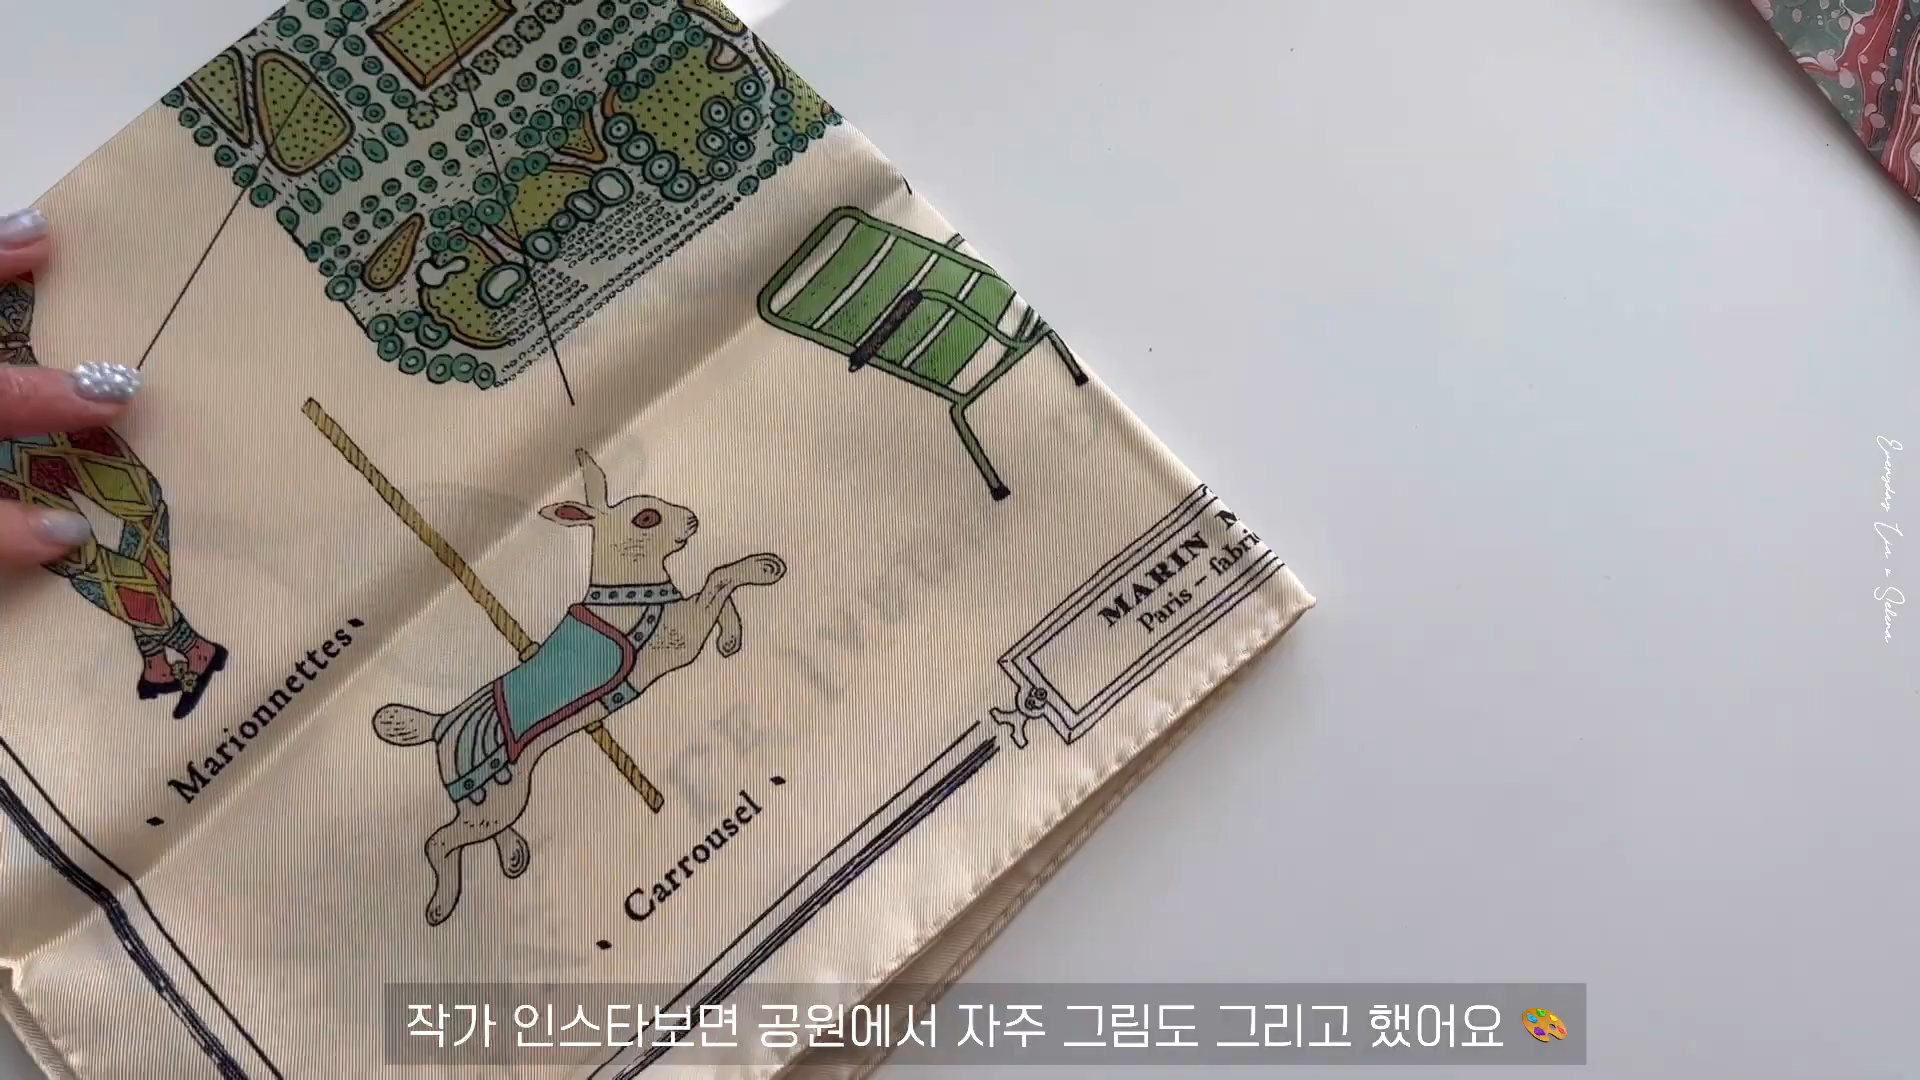 MARIN
Paris – fabri
Marionnettes
Carrousel
작가 인스타보면 공원에서 자주 그림도 그리고 했어요